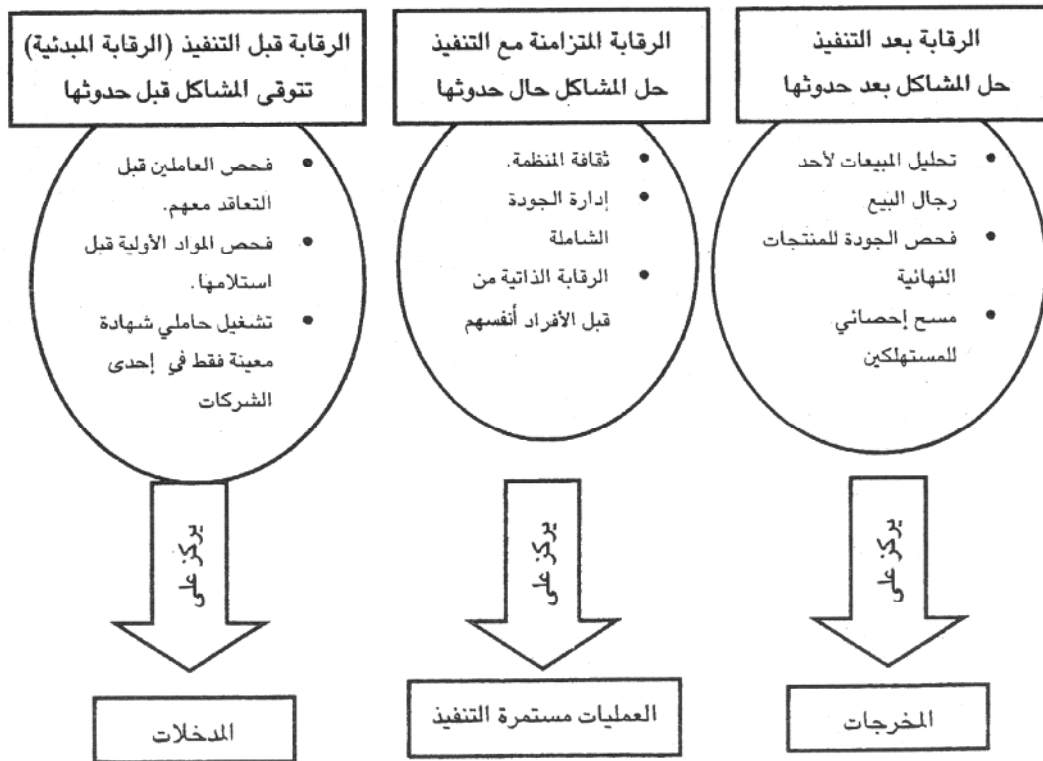 الرقابة بعد التنفيذ
حل المشاكل بعد حدوثها
• تحليل المبيعات لأحد
رجال البيع
• فحص الجودة للمنتجات
النهائية
• مسح إحصائي
للمستهلكين
يركز على
المخرجات
الرقابة المتزامنة مع التنفيذ
حل المشاكل حال حدوثها
• ثقافة المنظمة.
• إدارة الجودة
الشاملة
• الرقابة الذاتية من
قبل الأفراد أنفسهم
يركز على
العمليات مستمرة التنفيذ
الرقابة قبل التنفيذ (الرقابة المبدئية)
تتوقى المشاكل قبل حدوثها
• فحص العاملين قبل
التعاقد معهم.
• فحص المواد الأولية قبل
استلامها.
• تشغيل حاملي شهادة
معينة فقط في إحدى
الشركات
يركز على
المدخلات